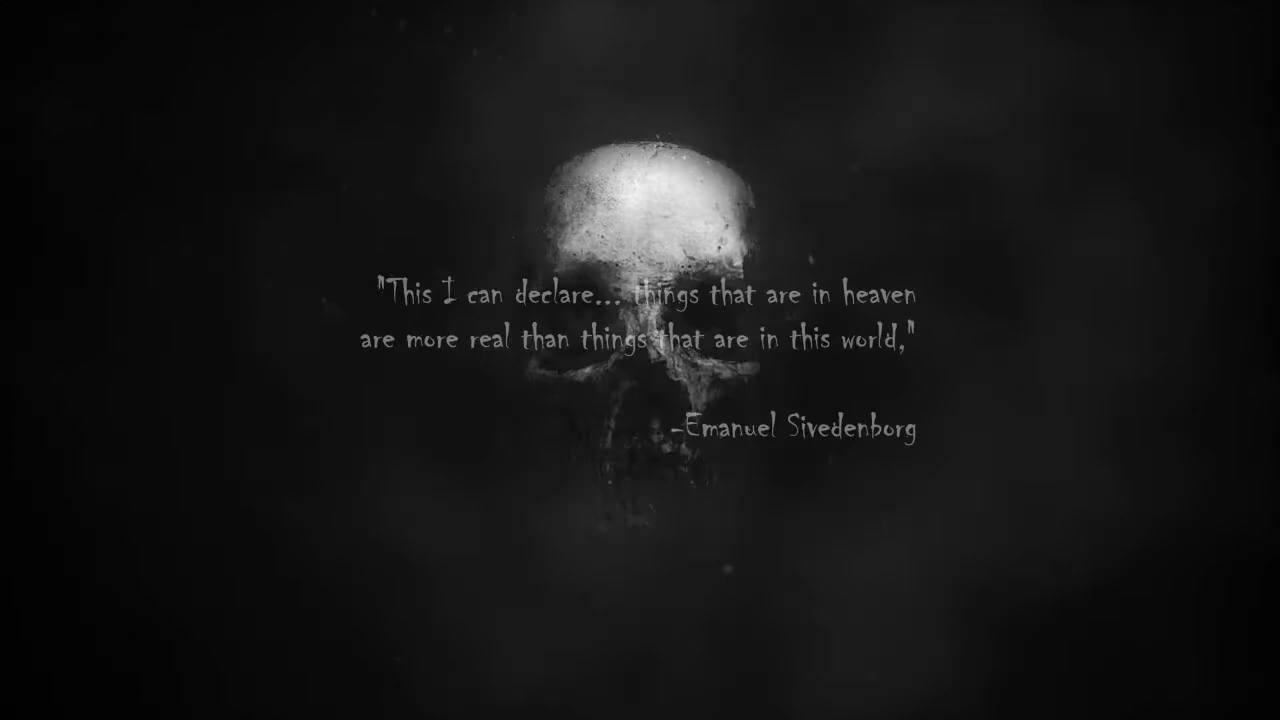 "This I can declare... things that are in heaven
are more real than things that are in this world,"
-Emanuel Sivedenborg